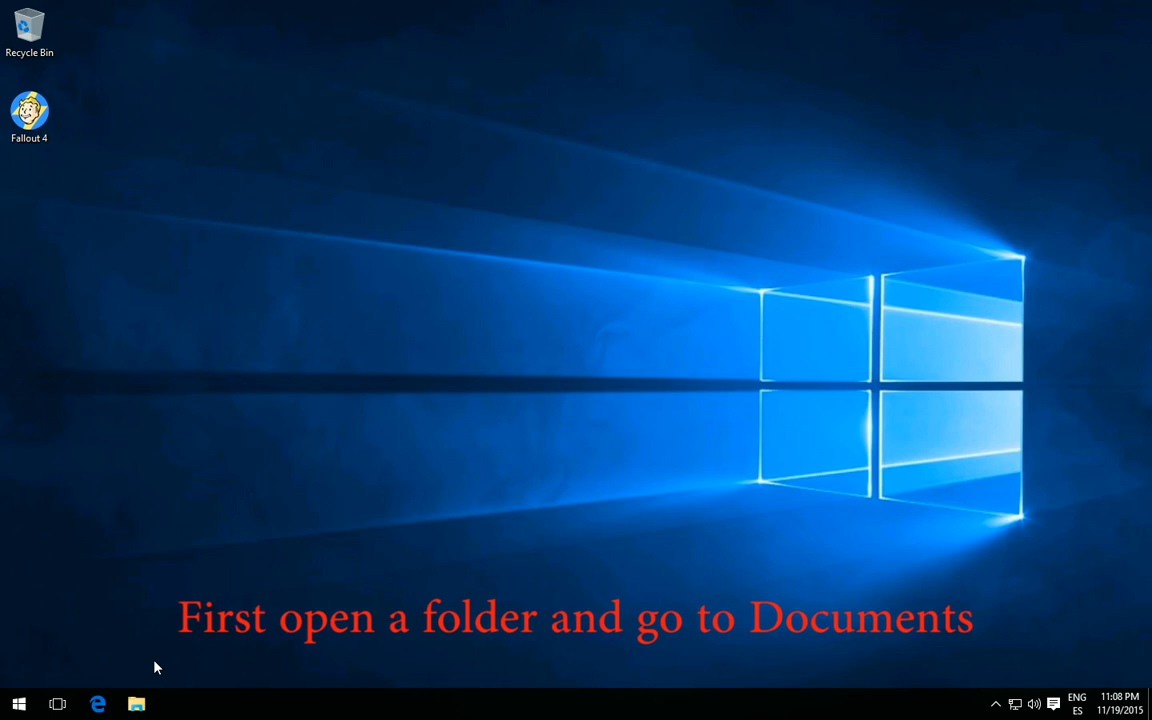 Recycle Bin
Fallout 4
First open a folder and go to Documents
ENG
ES
11:08 PM
11/19/2015